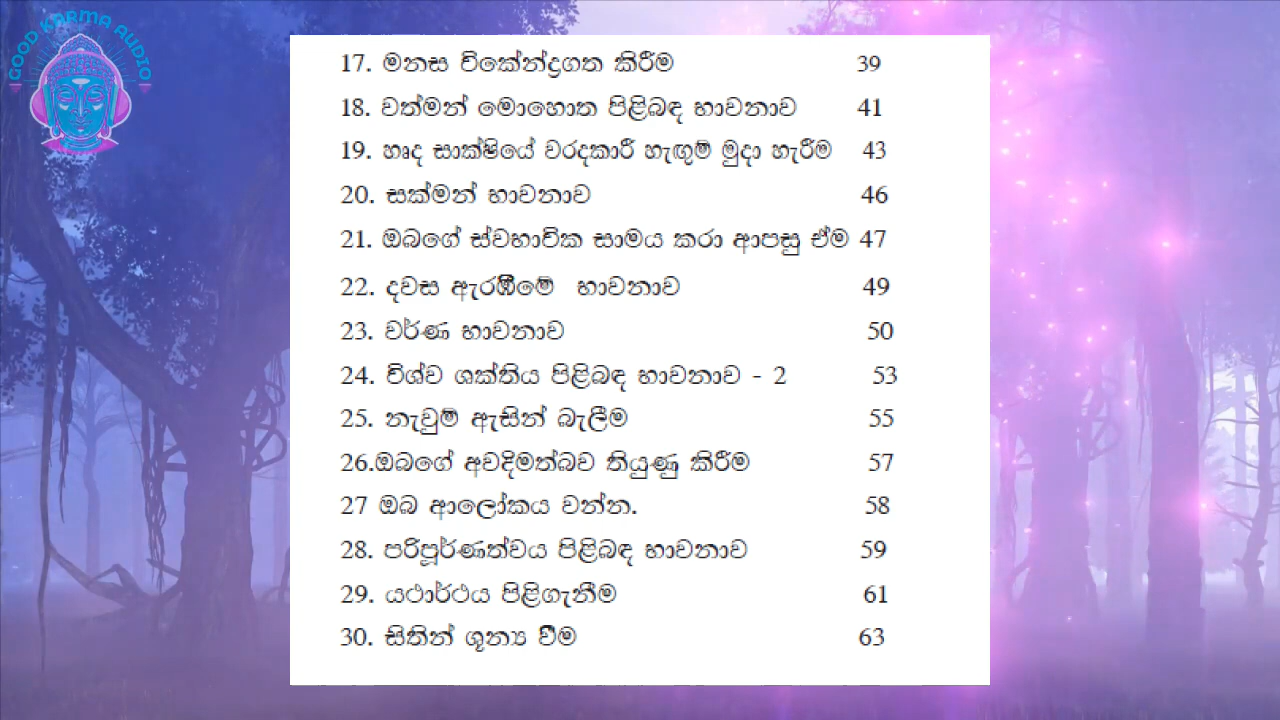 GOOD KARMA AUDIO
17. මනස විකේන්ද්‍රගත කිරීම 39
18. වත්මන් මොහොත පිළිබඳ භාවනාව 41
19. හෘද සාක්ෂියේ වරදකාරී හැඟුම් මුදා හැරීම 43
20. සක්මන් භාවනාව 46
21. ඔබගේ ස්වභාවික සාමය කරා ආපසු ඒම 47
22. දවස ඇරඹීමේ භාවනාව 49
23. වර්ණ භාවනාව 50
24. විශ්ව ශක්තිය පිළිබඳ භාවනාව - 2 53
25. නැවුම් ඇසින් බැලීම 55
26.ඔබගේ අවදිමත්බව තියුණු කිරීම 57
27 ඔබ ආලෝකය වන්න. 58
28. පරිපූර්ණත්වය පිළිබඳ භාවනාව 59
29. යථාර්ථය පිළිගැනීම 61
30. සිතින් ශූන්‍ය වීම 63